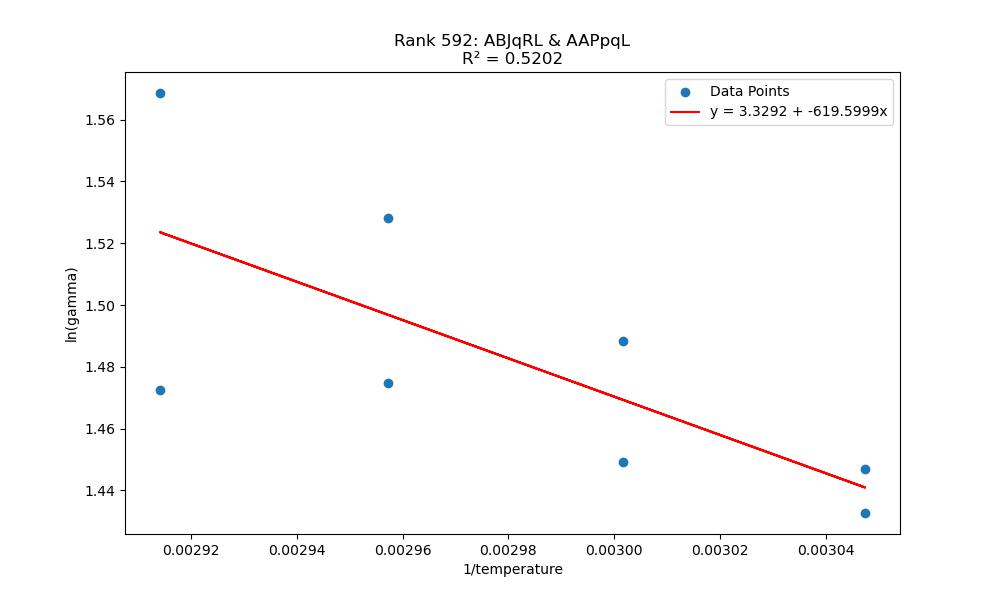 Rank 592: ABJqRL & AAPpqL
R² = 0.5202
Data Points
y = 3.3292 + -619.5999x
ln(gamma)
1.56
1.54
1.52
1.50
1.48
1.46
1.44
0.00292 0.00294 0.00296 0.00298 0.00300 0.00302 0.00304
1/temperature